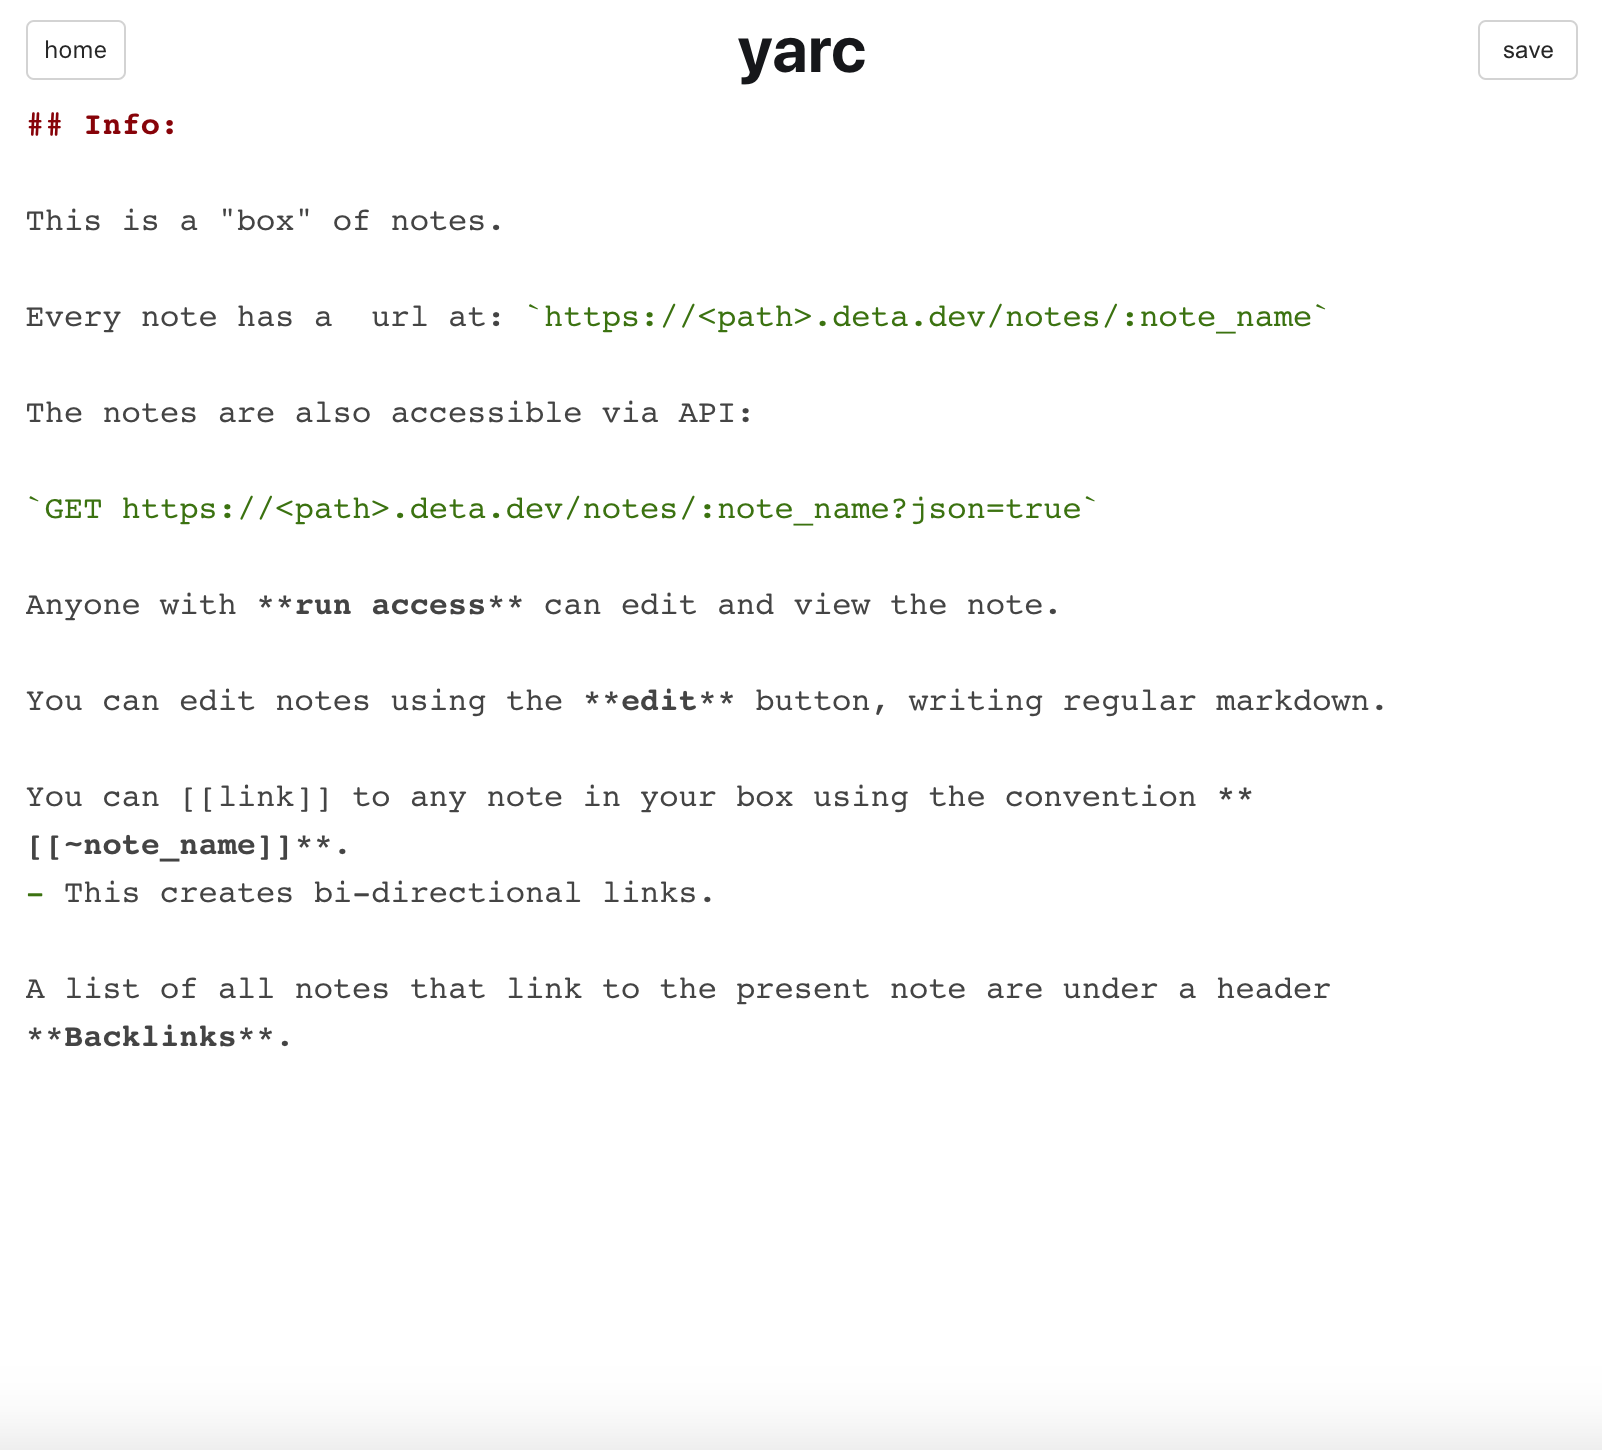 home
yarc
save
## Info:
This is a "box" of notes.
Every note has a  url at: `https://<path>.deta.dev/notes/:note_name`
The notes are also accessible via API:
`GET https://<path>.deta.dev/notes/:note_name?json=true`
Anyone with **run access** can edit and view the note.
You can edit notes using the **edit** button, writing regular markdown.
You can [[link]] to any note in your box using the convention **
[[~note_name]]**.
- This creates bi-directional links.
A list of all notes that link to the present note are under a header
**Backlinks**.